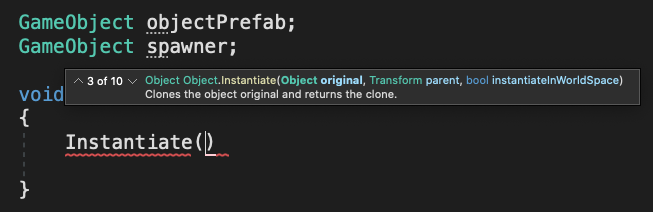 GameObject objectPrefab;
GameObject spawner;
3 of 10 Object Object.Instantiate(Object original, Transform parent, bool instantiateInWorldSpace)
Clones the object original and returns the clone.
void
{
Instantiate()
}